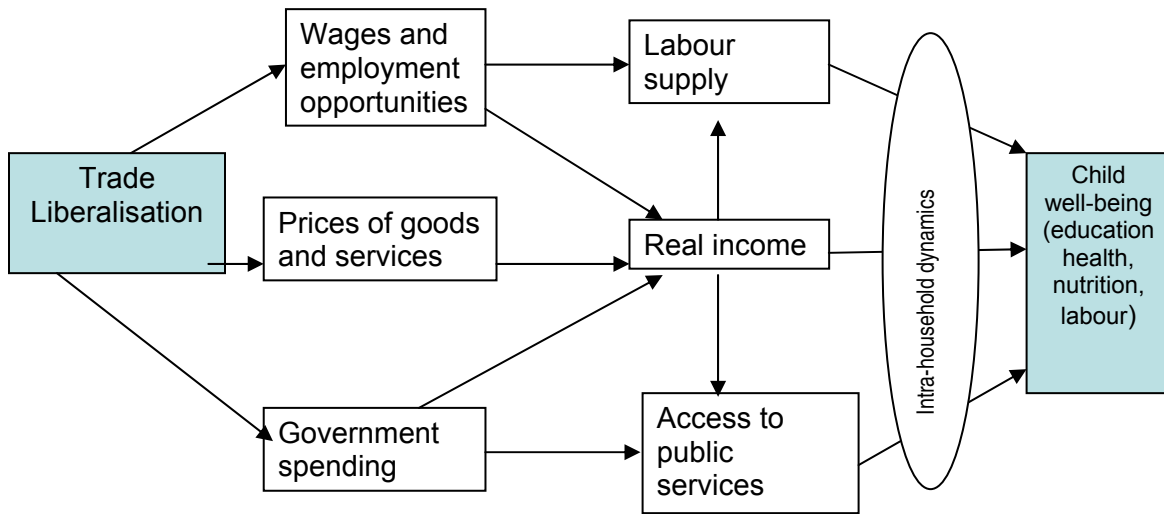 Trade
Liberalisation
Wages and
employment
opportunities
Prices of goods
and services
Government
spending
Labour
supply
Real income
Access to
public
services
Intra-household dynamics
Child
well-being
(education
health,
nutrition,
labour)